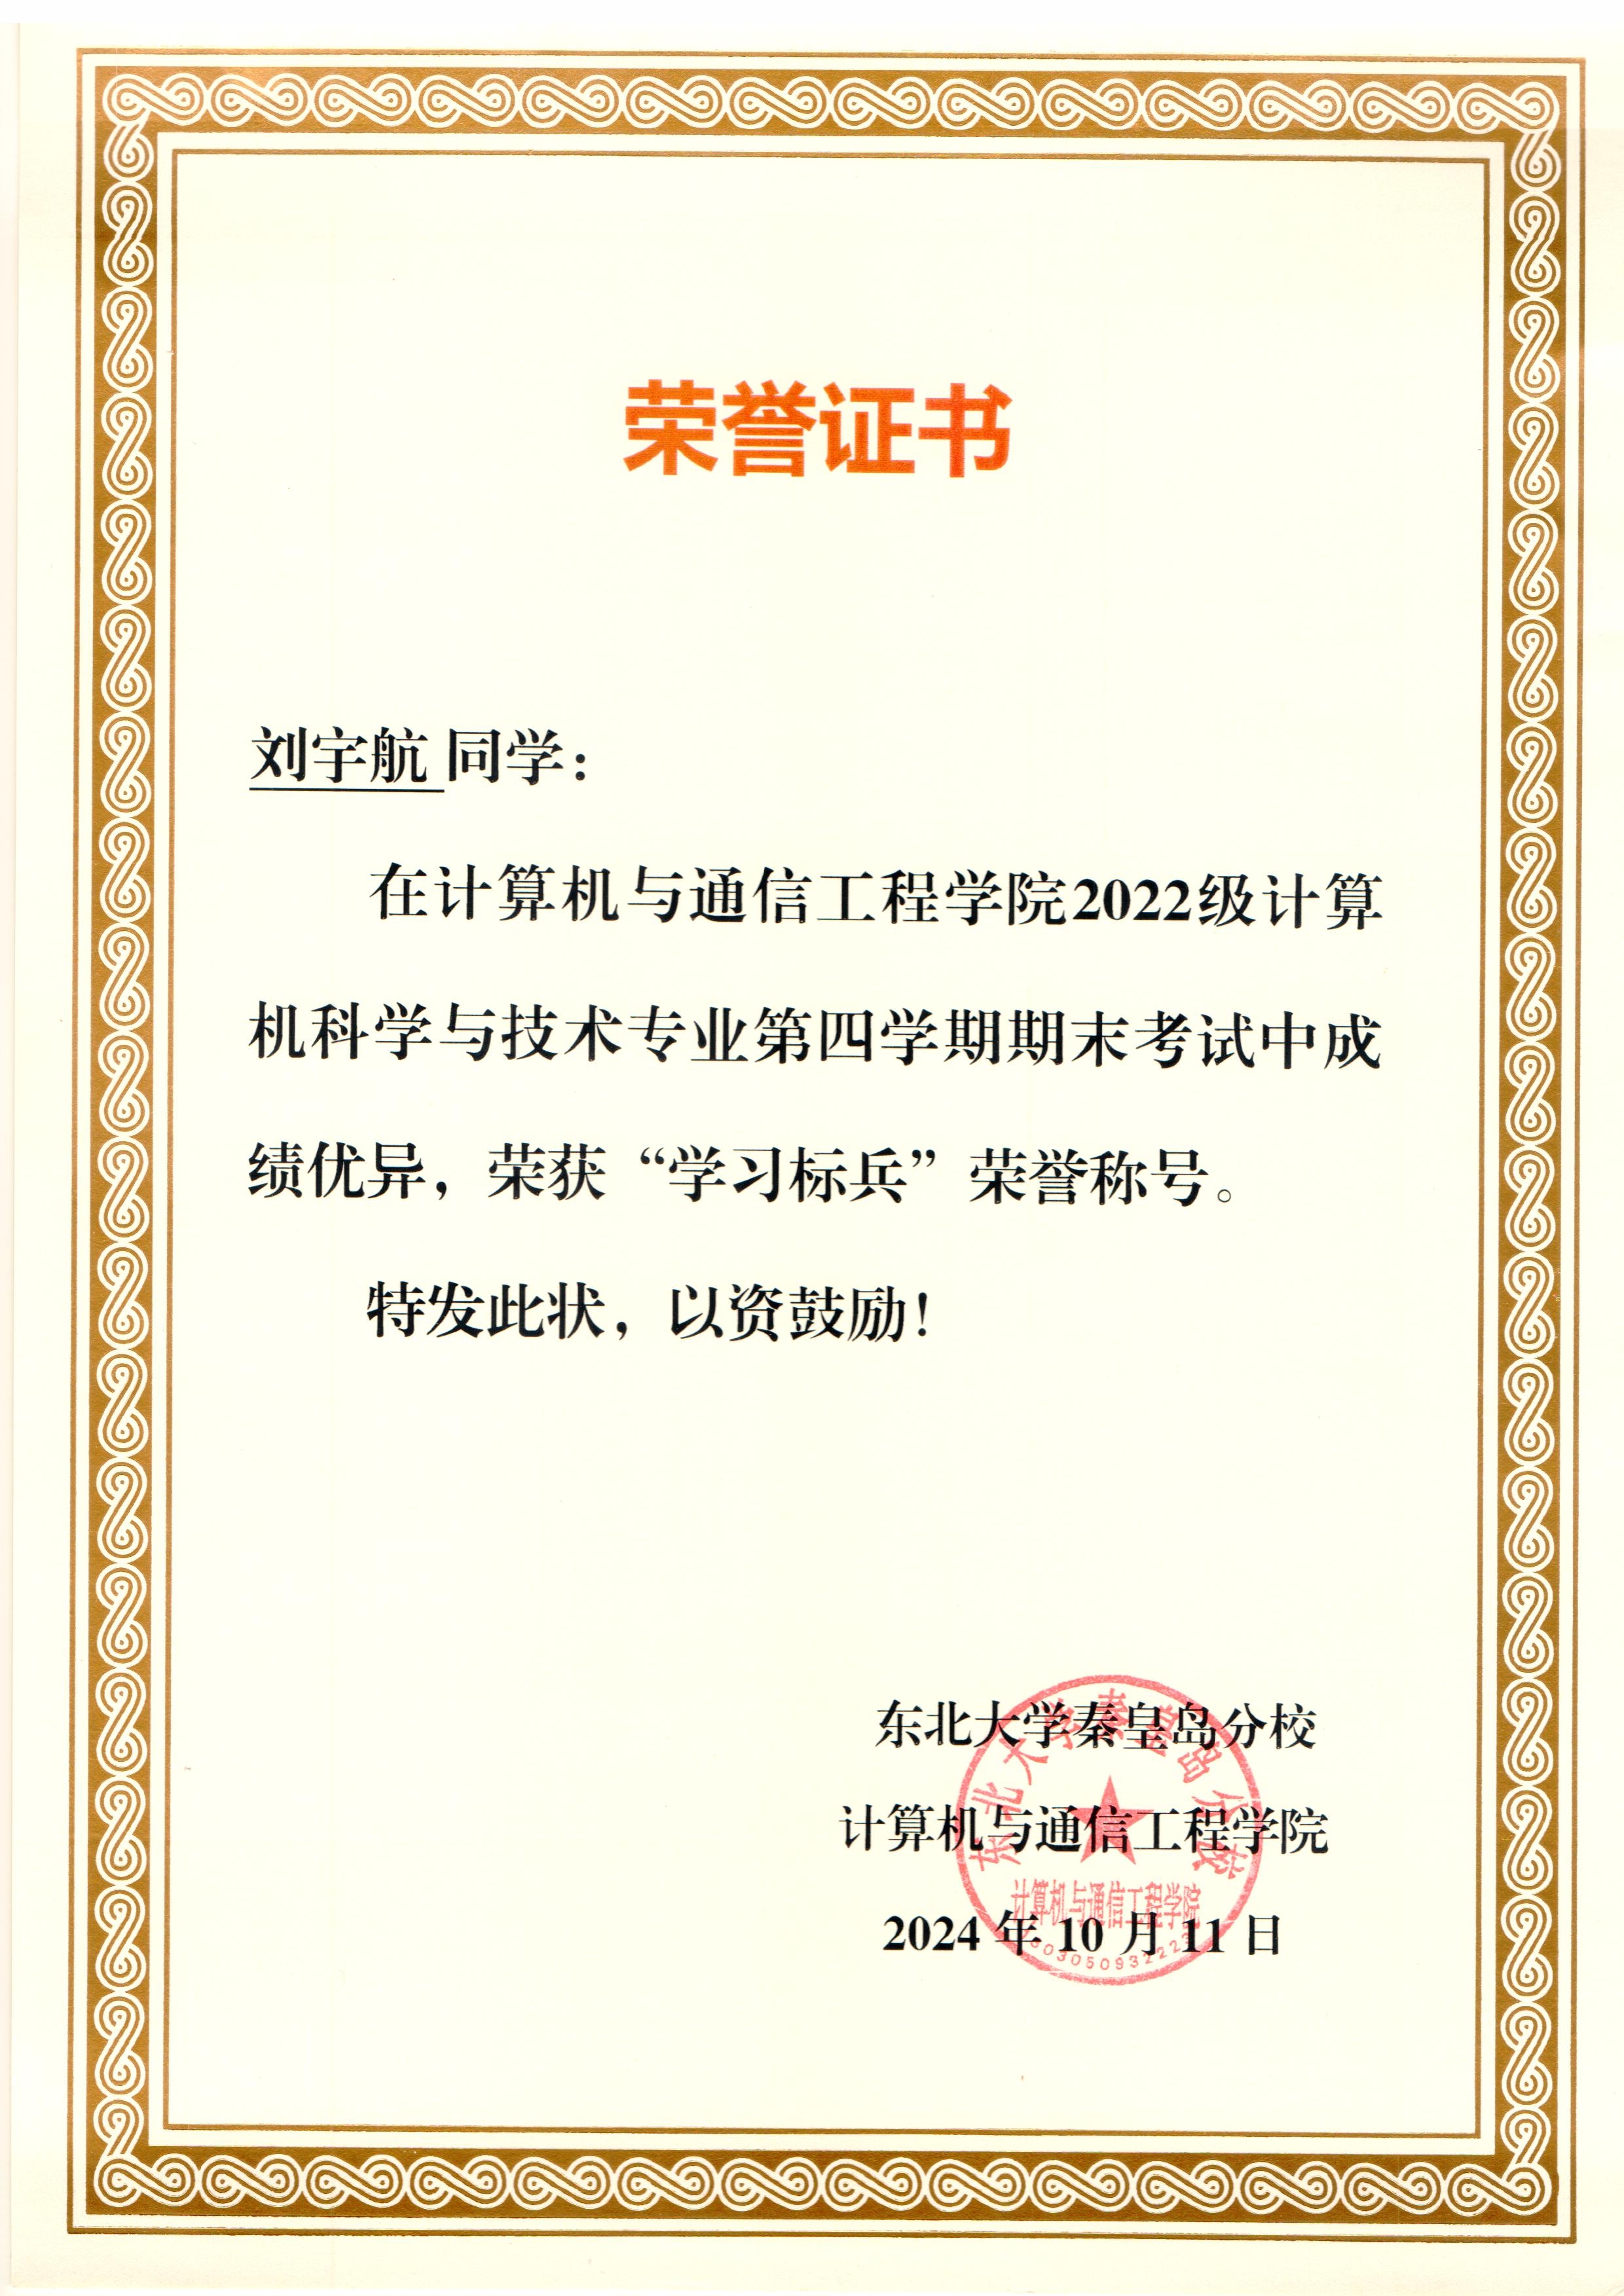 荣誉证书
刘宇航 同学：
在计算机与通信工程学院2022级计算
机科学与技术专业第四学期期末考试中成
绩优异，荣获“学习标兵”荣誉称号。
特发此状，以资鼓励！
东北大学秦皇岛分校
计算机与通信工程学院
2024 年 10 月 11 日
东北大学秦皇岛分校
计算机与通信工程学院